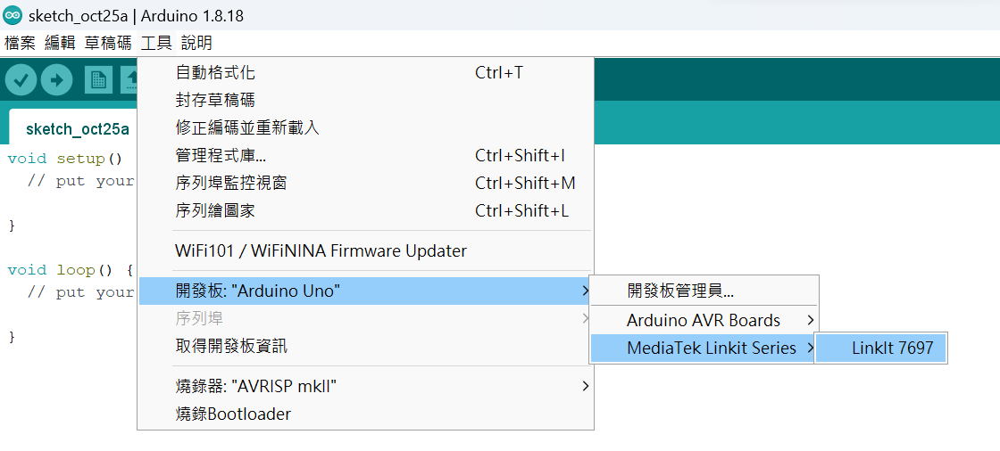 sketch_oct25a | Arduino 1.8.18
檔案 編輯 草稿碼 工具 說明
自動格式化 Ctrl+T
封存草稿碼
修正編碼並重新載入
管理程式庫... Ctrl+Shift+I
序列埠監控視窗 Ctrl+Shift+M
序列繪圖家 Ctrl+Shift+L
WiFi101 / WiFiNINA Firmware Updater
開發板: "Arduino Uno"
序列埠
取得開發板資訊
燒錄器: "AVRISP mkII"
燒錄Bootloader
開發板管理員...
Arduino AVR Boards
MediaTek Linkit Series
LinkIt 7697
sketch_oct25a
void setup()
// put your
}
void loop() {
// put your
}